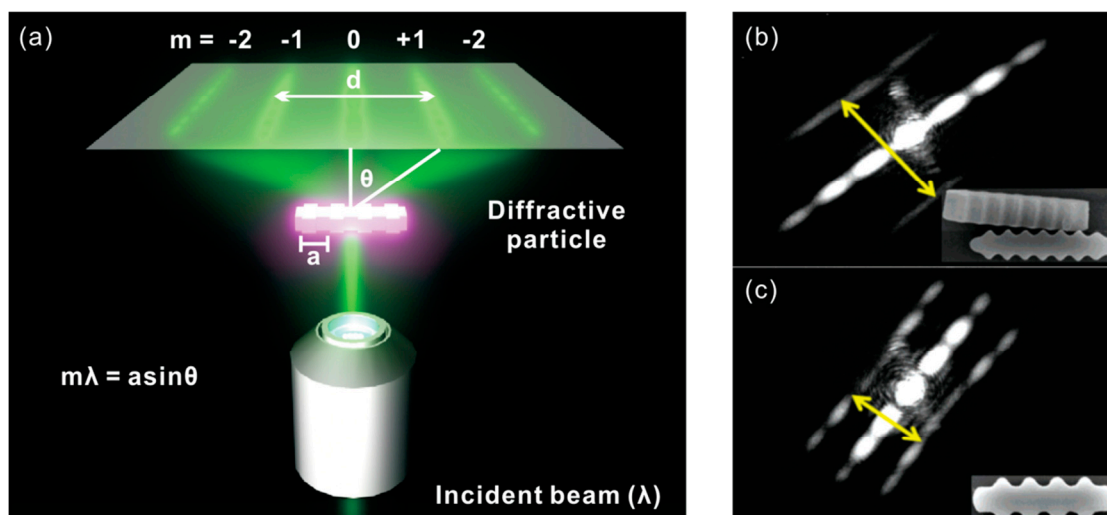 (a)
m = -2 -1 0 +1 -2
d
θ
Diffractive
particle
a
mλ = asinθ
Incident beam (λ)
(b)
(c)